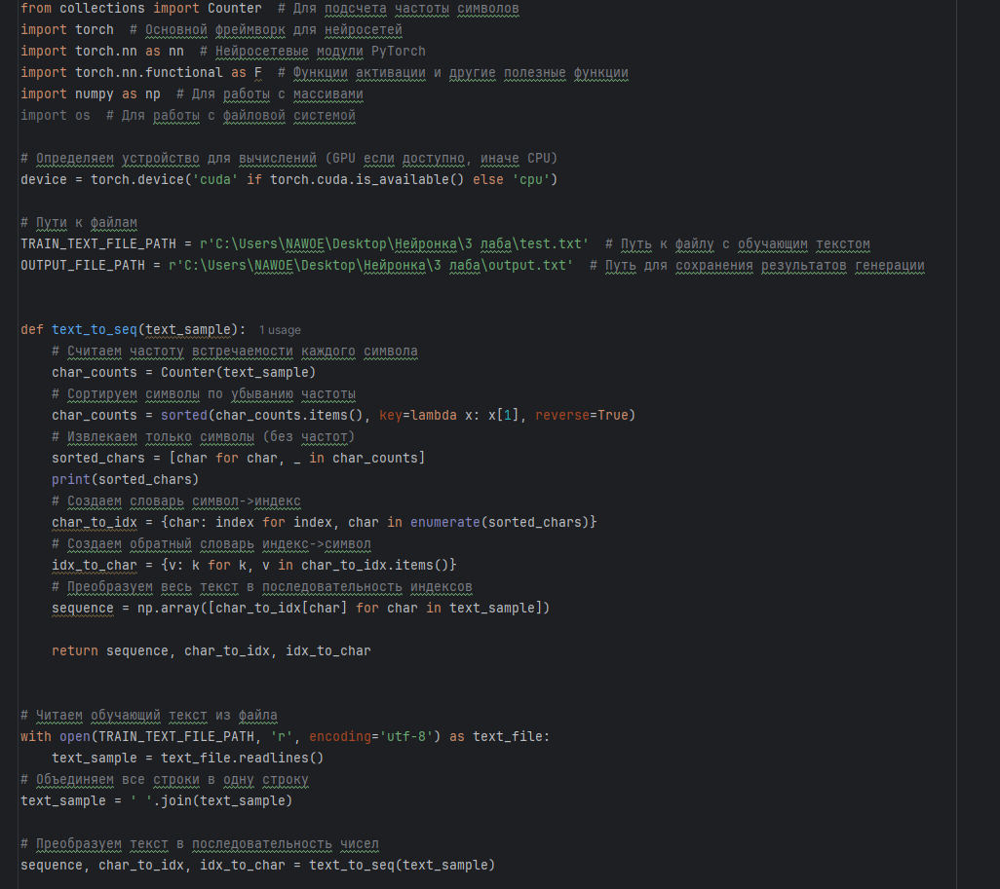 from collections import Counter  # Для подсчета частоты символов
import torch  # Основной фреймворк для нейросетей
import torch.nn as nn  # Нейросетевые модули PyTorch
import torch.nn.functional as F  # Функции активации и другие полезные функции
import numpy as np  # Для работы с массивами
import os  # Для работы с файловой системой

# Определяем устройство для вычислений (GPU если доступно, иначе CPU)
device = torch.device('cuda' if torch.cuda.is_available() else 'cpu')

# Пути к файлам
TRAIN_TEXT_FILE_PATH = r'C:\Users\NAWOE\Desktop\Нейронка\3 лаба\test.txt'  # Путь к файлу с обучающим текстом
OUTPUT_FILE_PATH = r'C:\Users\NAWOE\Desktop\Нейронка\3 лаба\output.txt'  # Путь для сохранения результатов генерации


def text_to_seq(text_sample):  1 usage
    # Считаем частоту встречаемости каждого символа
    char_counts = Counter(text_sample)
    # Сортируем символы по убыванию частоты
    char_counts = sorted(char_counts.items(), key=lambda x: x[1], reverse=True)
    # Извлекаем только символы (без частот)
    sorted_chars = [char for char, _ in char_counts]
    print(sorted_chars)
    # Создаем словарь символ->индекс
    char_to_idx = {char: index for index, char in enumerate(sorted_chars)}
    # Создаем обратный словарь индекс->символ
    idx_to_char = {v: k for k, v in char_to_idx.items()}
    # Преобразуем весь текст в последовательность индексов
    sequence = np.array([char_to_idx[char] for char in text_sample])

    return sequence, char_to_idx, idx_to_char


# Читаем обучающий текст из файла
with open(TRAIN_TEXT_FILE_PATH, 'r', encoding='utf-8') as text_file:
    text_sample = text_file.readlines()
# Объединяем все строки в одну строку
text_sample = ' '.join(text_sample)

# Преобразуем текст в последовательность чисел
sequence, char_to_idx, idx_to_char = text_to_seq(text_sample)